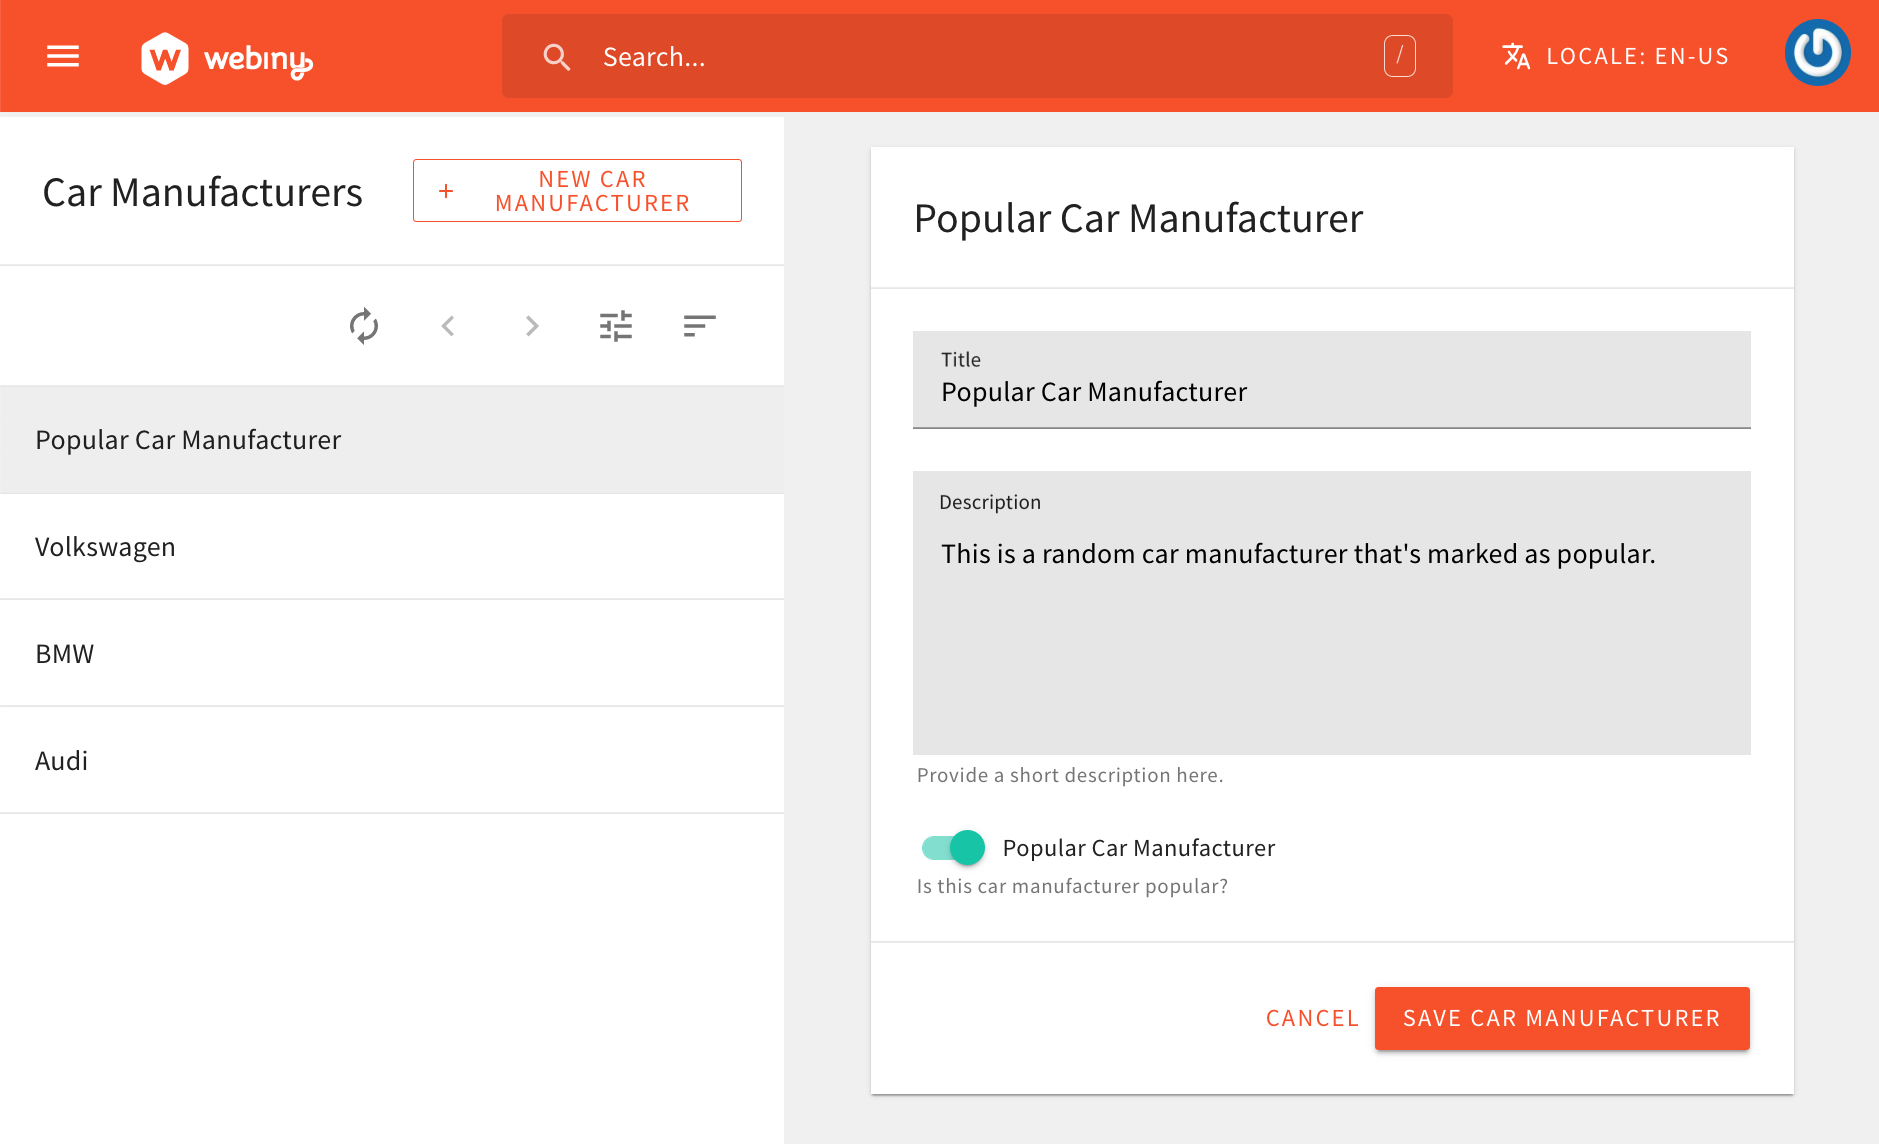 webiny
Search...
/
LOCALE: EN-US
Car Manufacturers
+ NEW CAR
MANUFACTURER
Popular Car Manufacturer
Volkswagen
BMW
Audi
Popular Car Manufacturer
Title
Popular Car Manufacturer
Description
This is a random car manufacturer that's marked as popular.
Provide a short description here.
Popular Car Manufacturer
Is this car manufacturer popular?
CANCEL
SAVE CAR MANUFACTURER